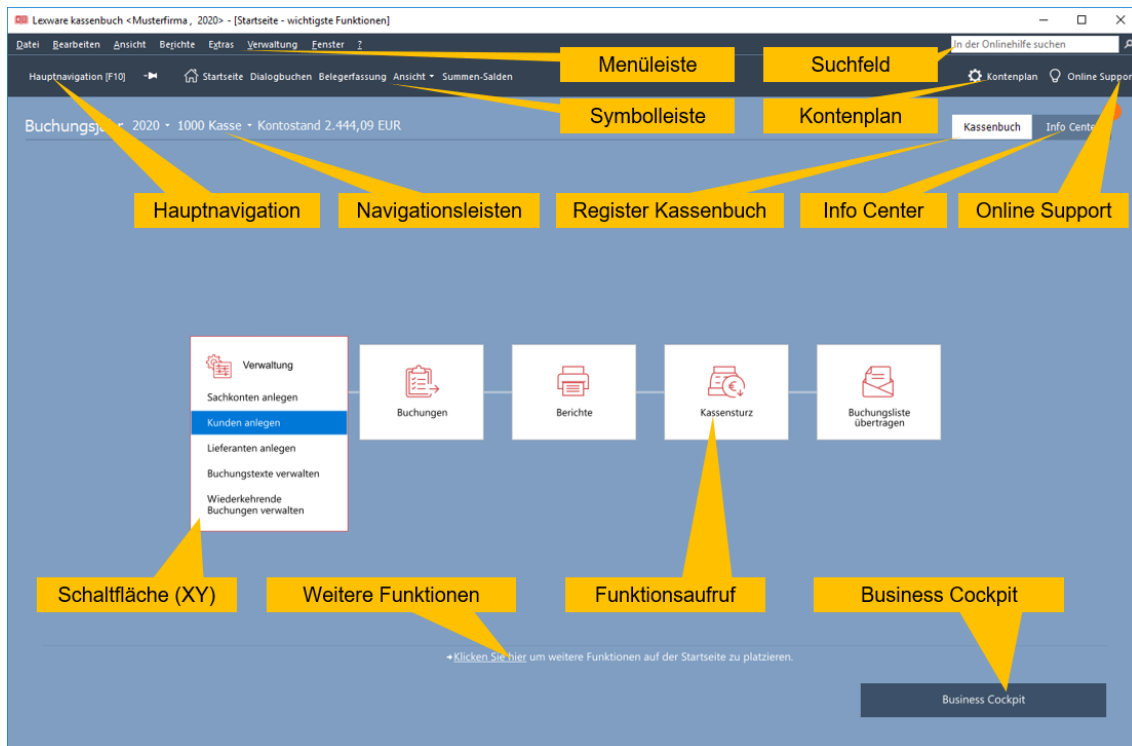 Lexware kassenbuch <Musterfirma , 2020> - [Startseite - wichtigste Funktionen]
Datei Bearbeiten Ansicht Berichte Extras Verwaltung Fenster ?
In der Onlinehilfe suchen
Menüleiste
Suchfeld
Hauptnavigation [F10] Startseite Dialogbuchen Belegerfassung Ansicht Summen-Salden
Kontenplan Online Support
Symbolleiste
Kontenplan
Buchungsjahr 2020 • 1000 Kasse • Kontostand 2.444,09 EUR
Kassenbuch Info Center
Hauptnavigation
Navigationsleisten
Register Kassenbuch
Info Center
Online Support
Verwaltung
Sachkonten anlegen
Kunden anlegen
Lieferanten anlegen
Buchungstexte verwalten
Wiederkehrende
Buchungen verwalten
Buchungen
Berichte
Kassensturz
Buchungsliste
übertragen
Schaltfläche (XY)
Weitere Funktionen
Funktionsaufruf
Business Cockpit
Klicken Sie hier um weitere Funktionen auf der Startseite zu platzieren.
Business Cockpit